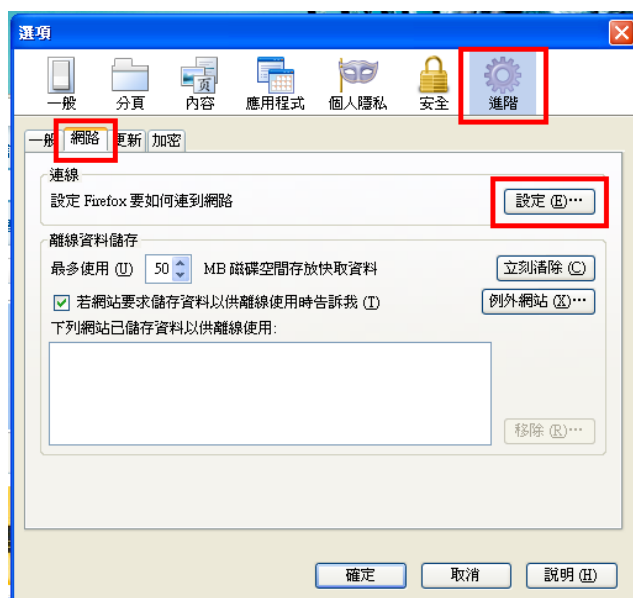 選項
一般 分頁 內容 應用程式 個人隱私 安全 進階
一般 網路 更新 加密
連線
設定 Firefox 要如何連到網路
設定 (E)…
離線資料儲存
最多使用 (U) 50 MB 磁碟空間存放快取資料
立刻清除 (C)
若網站要求儲存資料以供離線使用時告訴我 (T)
例外網站 (X)…
下列網站已儲存資料以供離線使用:
移除 (R)…
確定 取消 說明 (H)